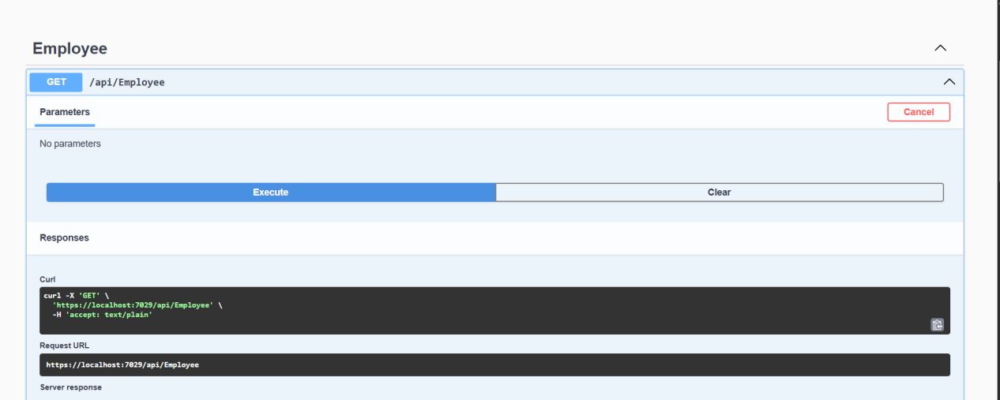 Employee
GET /api/Employee
Parameters
Cancel
No parameters
Execute
Clear
Responses
Curl
curl -X 'GET' \
'https://localhost:7029/api/Employee' \
-H 'accept: text/plain'
Request URL
https://localhost:7029/api/Employee
Server response